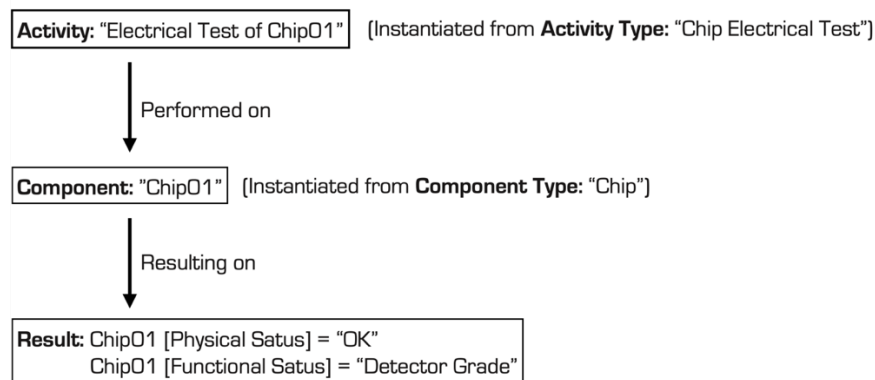 Activity: “Electrical Test of Chip01” (Instantiated from Activity Type: “Chip Electrical Test”)
Performed on
Component: ”Chip01” (Instantiated from Component Type: “Chip”)
Resulting on
Result: Chip01 [Physical Satus] = “OK”
Chip01 [Functional Satus] = “Detector Grade”